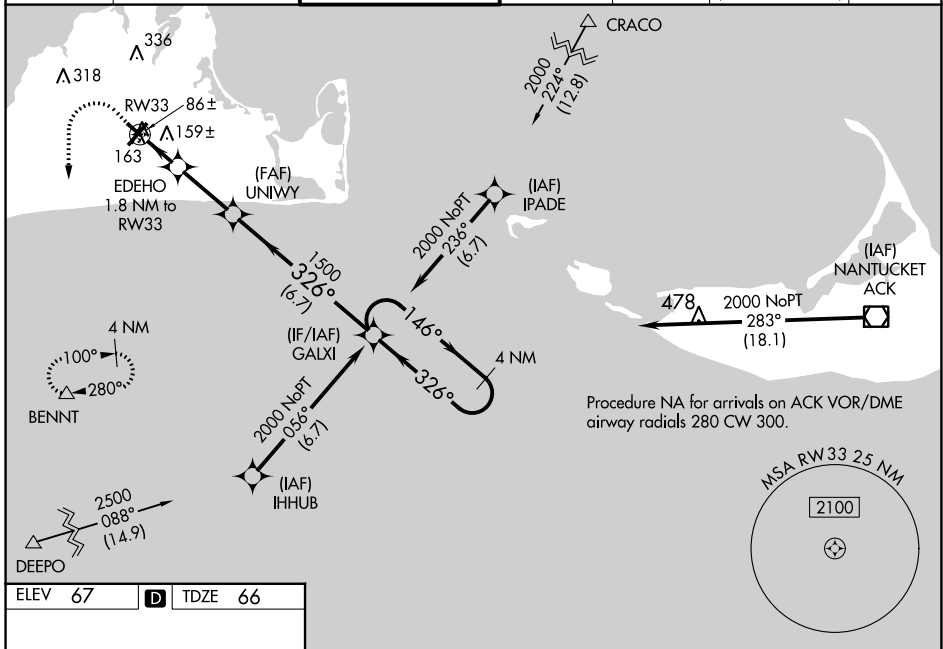 336
318
CRACO
2000
224°
(12.8)
RW33
86±
159±
163
EDEHO
1.8 NM to
RW33
(FAF)
UNIWY
(IAF)
IPADE
2000 NoPT
236°
(6.7)
(IAF)
NANTUCKET
ACK
1500
326°
(6.7)
478
2000 NoPT
283°
(18.1)
146°
(IF/IAF)
GALXI
4 NM
326°
4 NM
100°
280°
BENNT
2000 NoPT
056°
(6.7)
Procedure NA for arrivals on ACK VOR/DME
airway radials 280 CW 300.
(IAF)
IHHUB
MSA RW33 25 NM
2100
2500
088°
(14.9)
DEEPO
ELEV 67 D TDZE 66